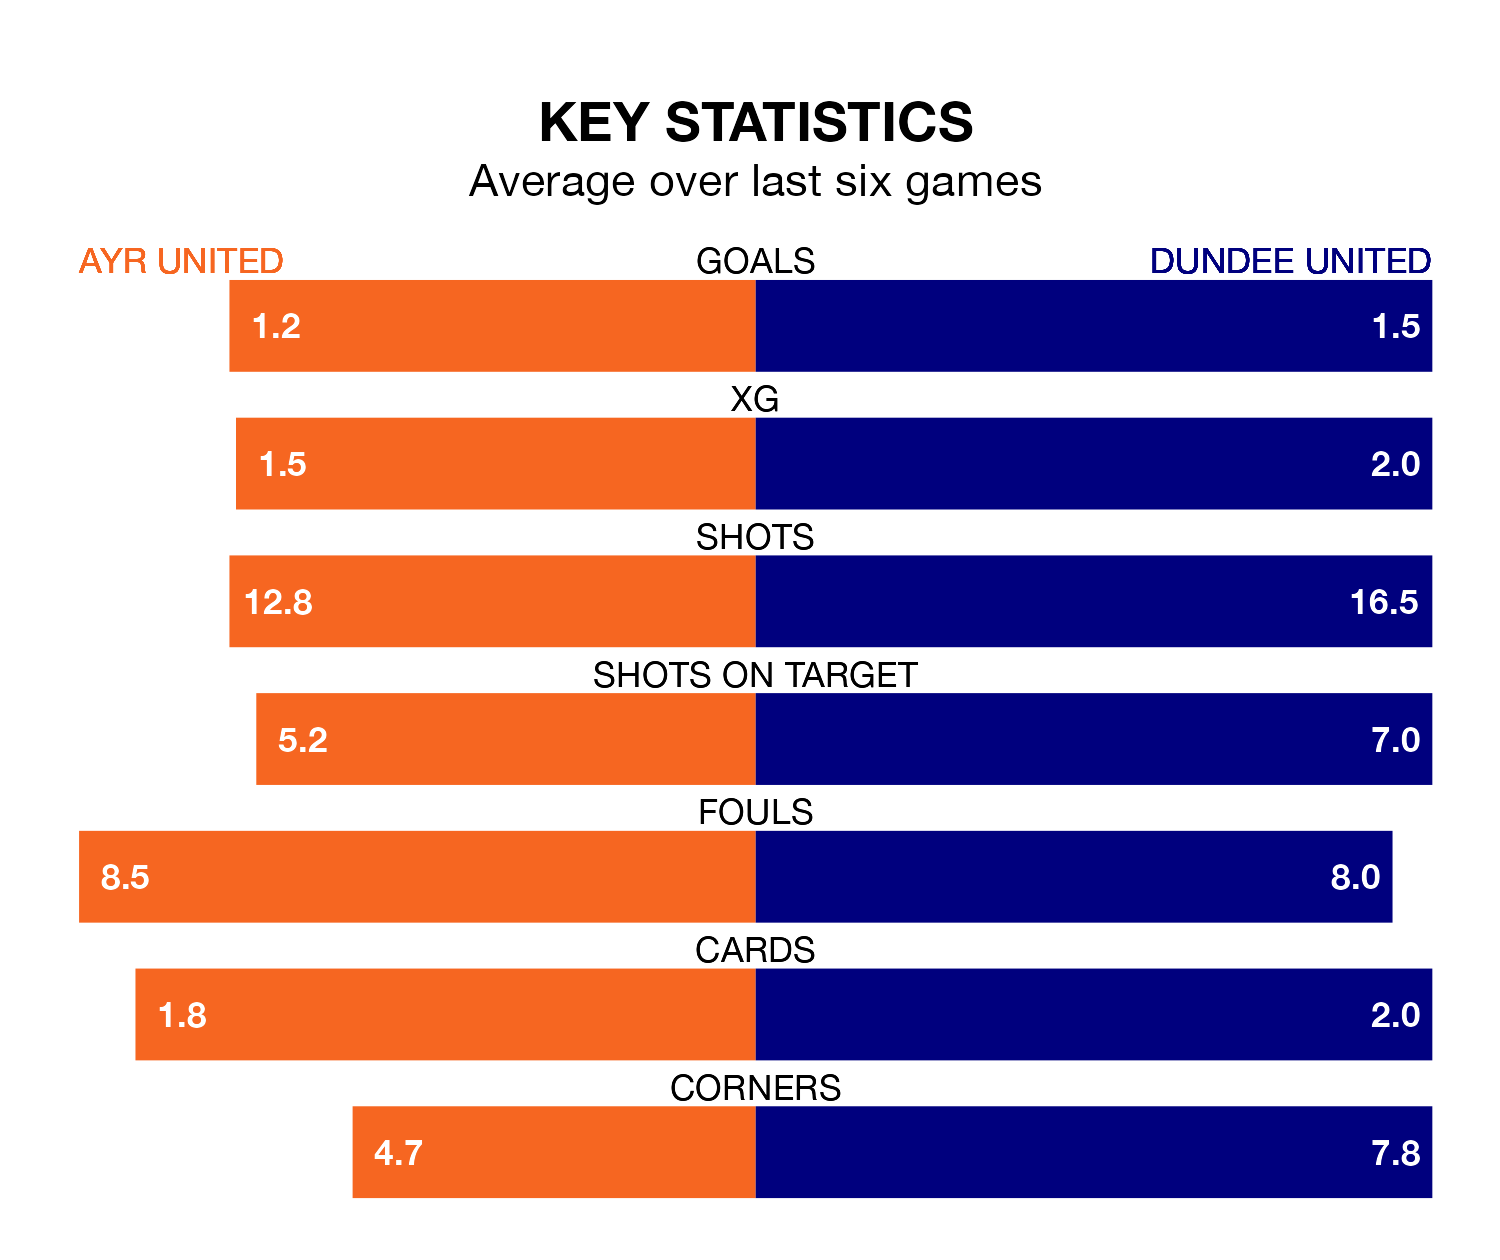 KEY STATISTICS
Average over last six games
AYR UNITED GOALS DUNDEE UNITED
1.2 1.5
XG
1.5 2.0
SHOTS
12.8 16.5
SHOTS ON TARGET
5.2 7.0
FOULS
8.5 8.0
CARDS
1.8 2.0
CORNERS
4.7 7.8